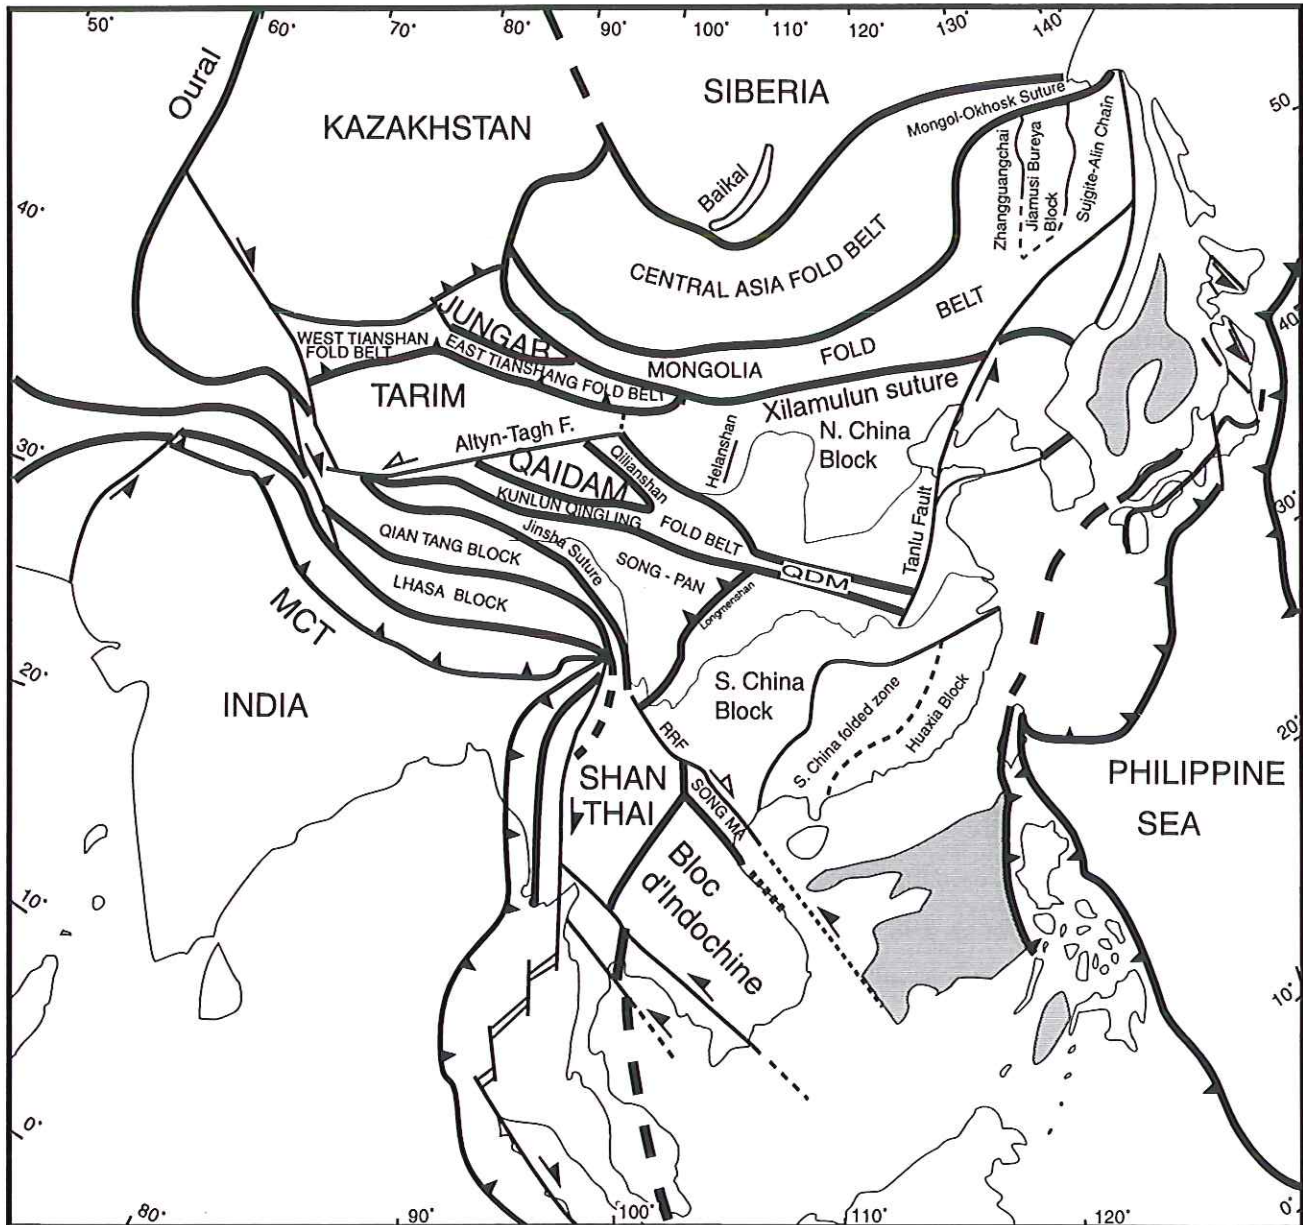 50°
60°
70°
80°
90°
100°
110°
120°
130°
140°
Oural
KAZAKHSTAN
SIBERIA
Mongol-Okhosk Suture
50°
Baikal
Zhangguangchai
Jiamusi Bureya
Block
Sujgite-Alin Chaîn
40°
CENTRAL ASIA FOLD BELT
JUNGAR
WEST TIANSHAN
FOLD BELT
EAST TIANSHANG FOLD BELT
MONGOLIA
FOLD
BELT
40°
TARIM
Xilamulun suture
Altyn-Tagh F.
N. China
Block
Helanshan
30°
QAIDAM
Qilianshan
KUNLUN QINGLING
FOLD BELT
30°
Tanlu Fault
QIAN TANG BLOCK
Jinsha Suture
SONG - PAN
QDM
LHASA BLOCK
Longmenshan
MCT
20°
INDIA
S. China
Block
S. China folded zone
Huaxia Block
20°
RRF
SHAN
THAI
SONG MA
PHILIPPINE
SEA
Bloc
d'Indochine
10°
10°
0°
80°
90°
100°
110°
120°
0°